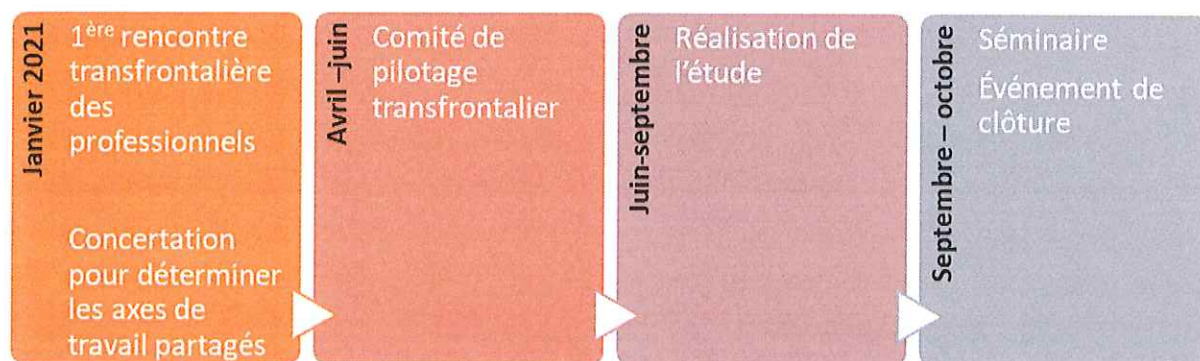 Janvier 2021
1ère rencontre
transfrontalière
des
professionnels
Concertation
pour déterminer
les axes de
travail partagés
Avril –juin
Comité de
pilotage
transfrontalier
Juin-septembre
Réalisation de
l'étude
Septembre – octobre
Séminaire
Événement de
clôture